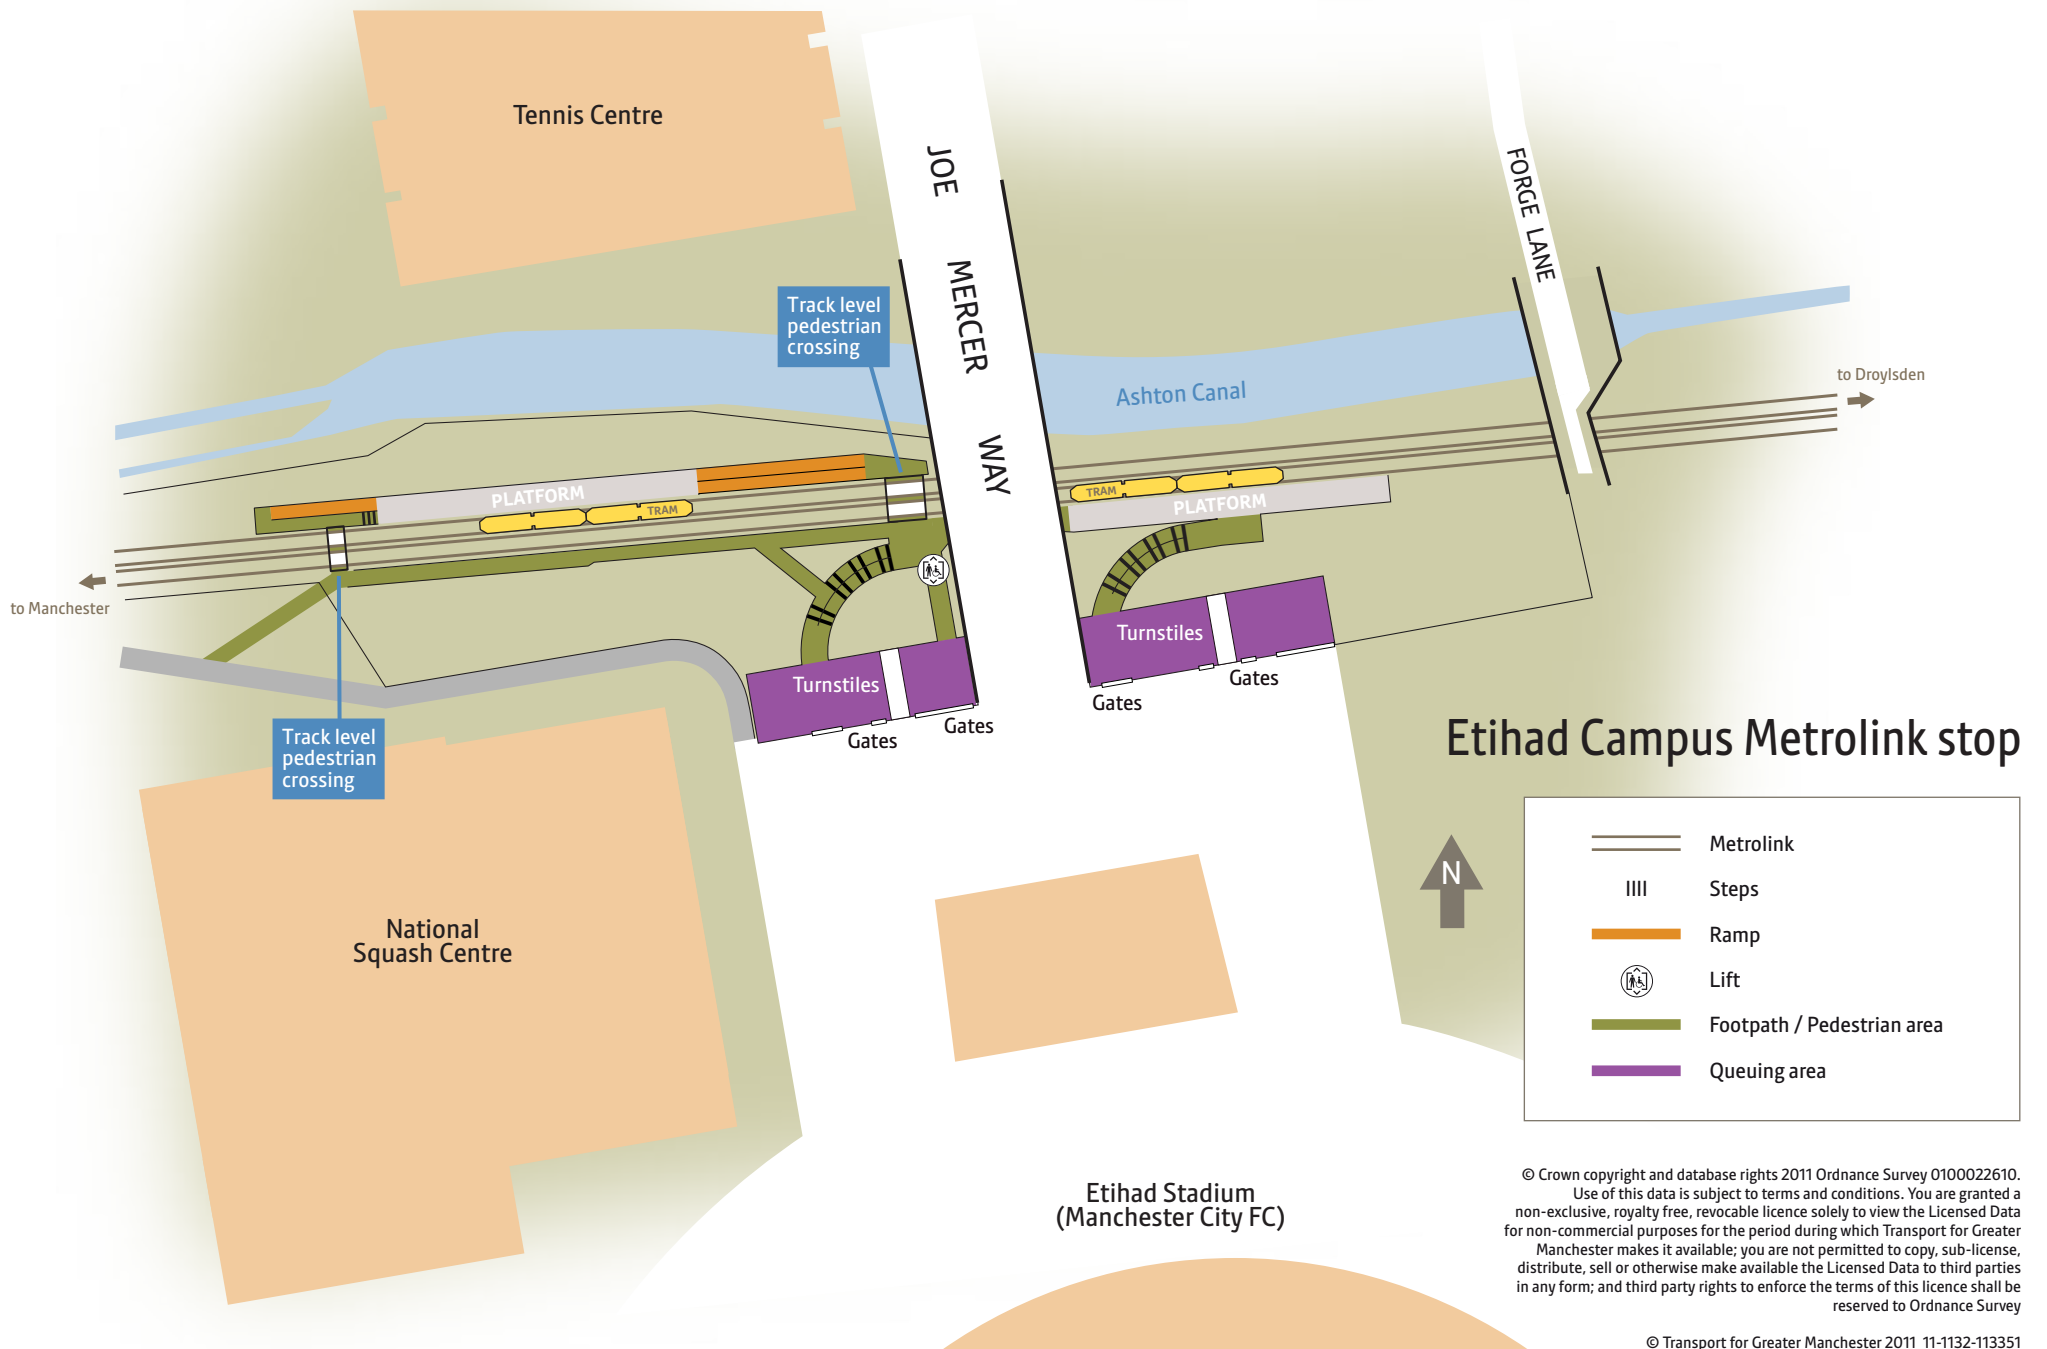 Tennis Centre
JOE MERCER WAY
FORGE LANE
Track level
pedestrian
crossing
Ashton Canal
to Droylsden
PLATFORM
TRAM
TRAM
PLATFORM
to Manchester
Turnstiles
Turnstiles
Gates
Gates
Gates
Gates
Track level
pedestrian
crossing
Etihad Campus Metrolink stop
N
Metrolink
Steps
Ramp
Lift
Footpath / Pedestrian area
Queuing area
National
Squash Centre
Etihad Stadium
(Manchester City FC)
© Crown copyright and database rights 2011 Ordnance Survey 0100022610.
Use of this data is subject to terms and conditions. You are granted a
non-exclusive, royalty free, revocable licence solely to view the Licensed Data
for non-commercial purposes for the period during which Transport for Greater
Manchester makes it available; you are not permitted to copy, sub-license,
distribute, sell or otherwise make available the Licensed Data to third parties
in any form; and third party rights to enforce the terms of this licence shall be
reserved to Ordnance Survey
© Transport for Greater Manchester 2011 11-1132-113351